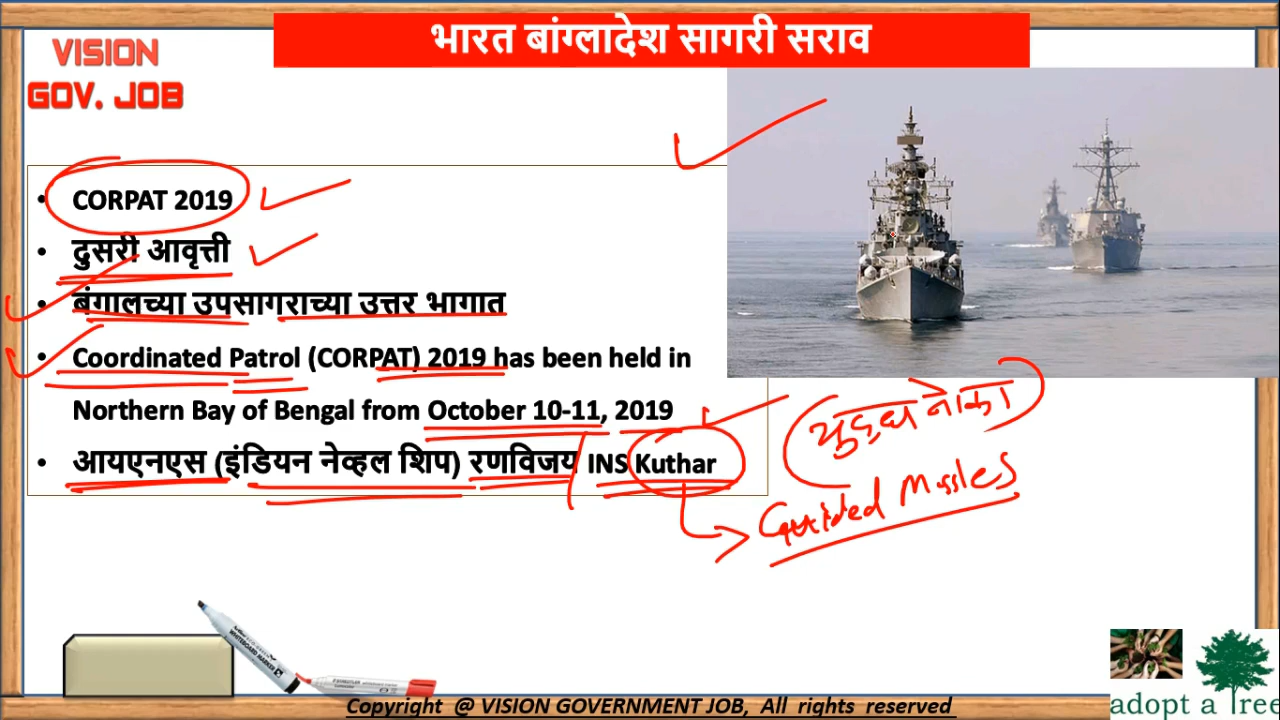 भारत बांग्लादेश सागरी सराव
VISION
GOV. JOB
• CORPAT 2019
• दुसरी आवृत्ती
• बंगालच्या उपसागराच्या उत्तर भागात
• Coordinated Patrol (CORPAT) 2019 has been held in
Northern Bay of Bengal from October 10-11, 2019
• आयएनएस (इंडियन नेव्हल शिप) रणविजय INS Kuthar
युद्ध नौका
Guided Missles
Copyright @ VISION GOVERNMENT JOB, All rights reserved
adopt a Tree